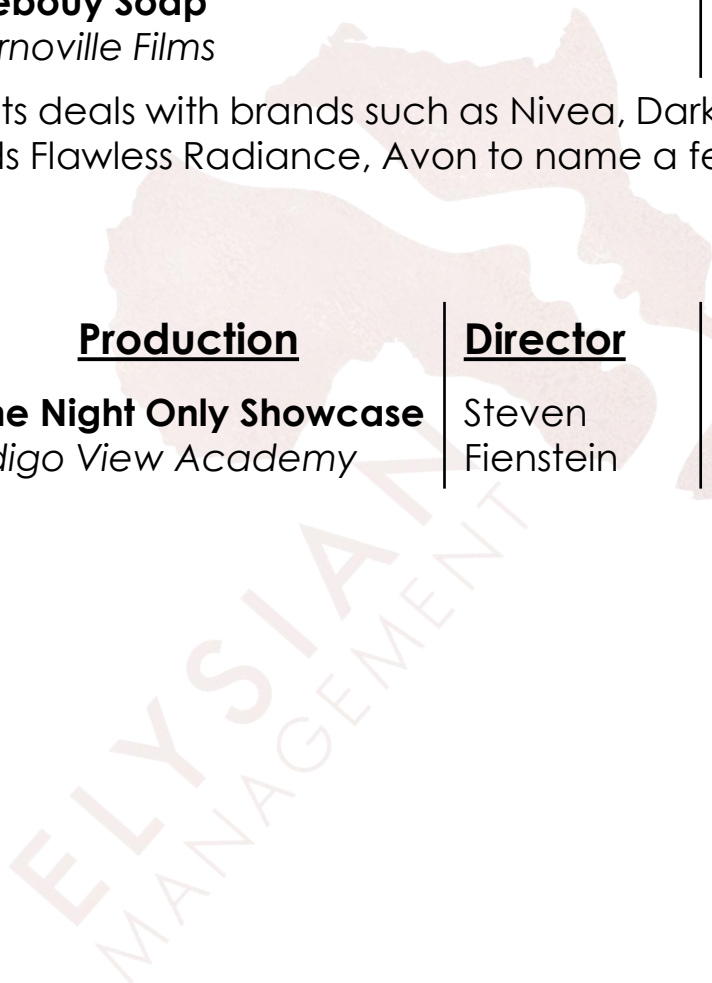 ebouy Soap
rnoville Films
ts deals with brands such as Nivea, Dark
ls Flawless Radiance, Avon to name a fe
Production
Director
ne Night Only Showcase
Steven
digo View Academy
Fienstein
ELYSIAN
MANAGEMENT